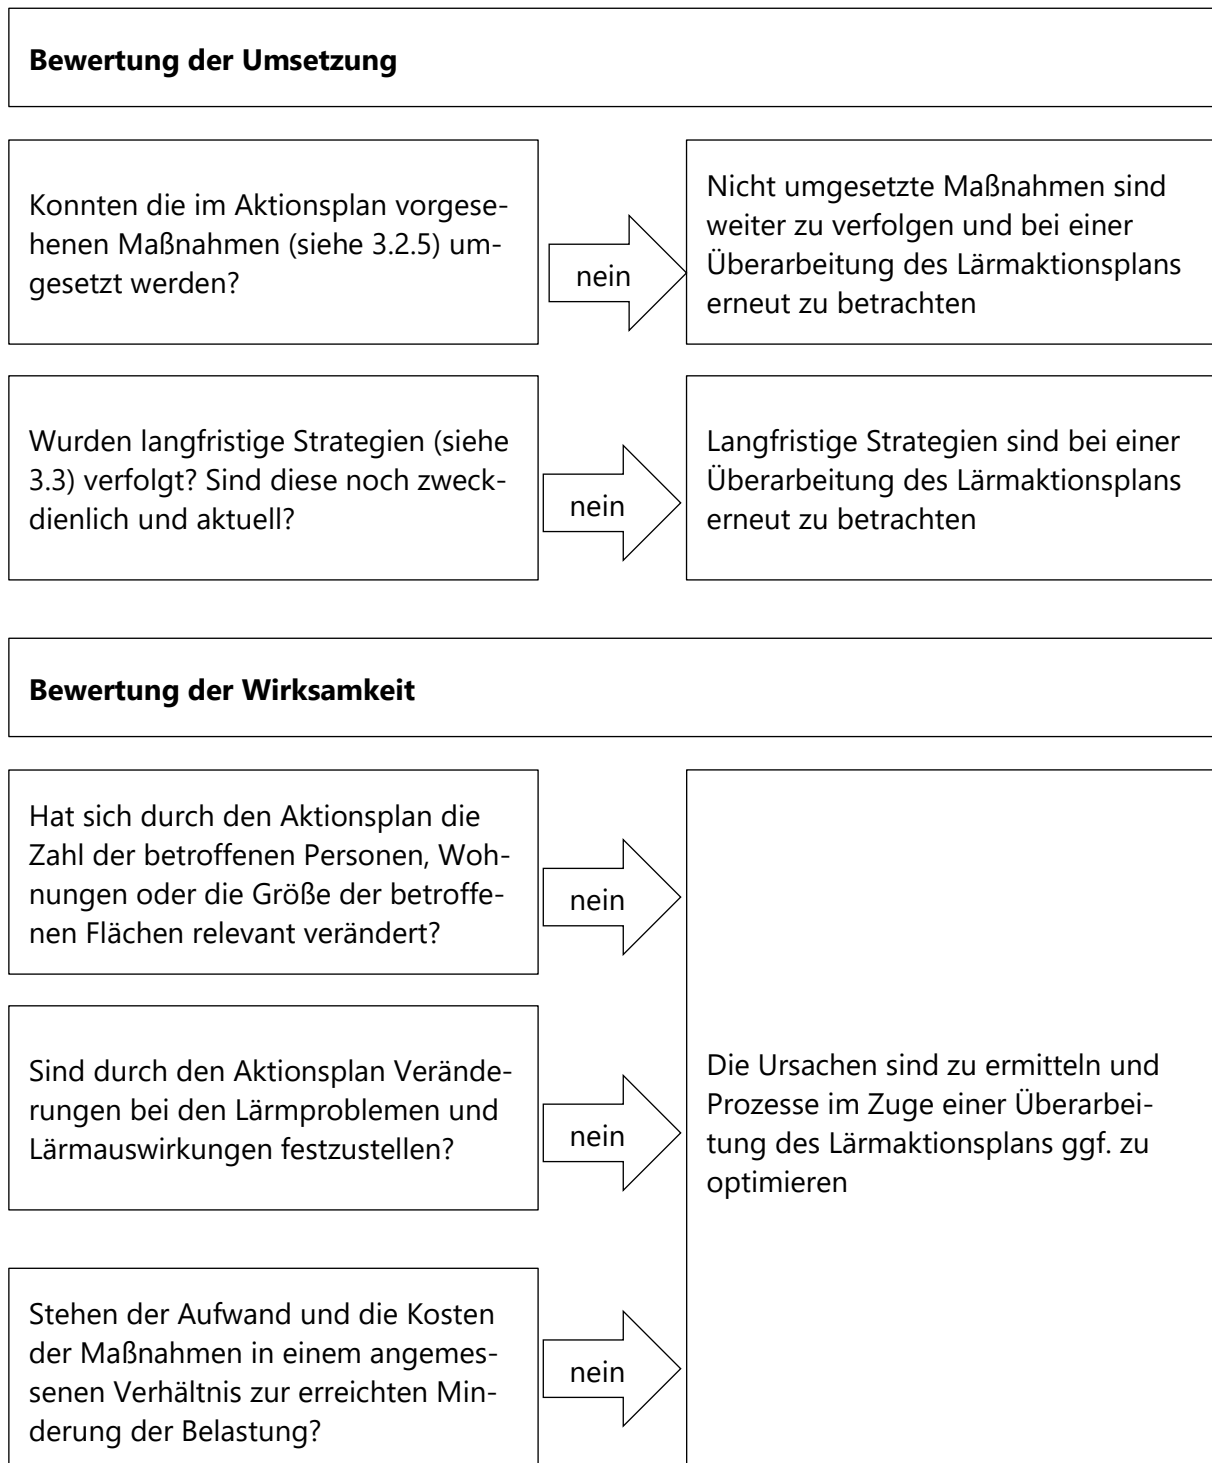 Bewertung der Umsetzung
Konnten die im Aktionsplan vorgese-
henen Maßnahmen (siehe 3.2.5) um-
gesetzt werden?
nein
Nicht umgesetzte Maßnahmen sind
weiter zu verfolgen und bei einer
Überarbeitung des Lärmaktionsplans
erneut zu betrachten
Wurden langfristige Strategien (siehe
3.3) verfolgt? Sind diese noch zweck-
dienlich und aktuell?
nein
Langfristige Strategien sind bei einer
Überarbeitung des Lärmaktionsplans
erneut zu betrachten
Bewertung der Wirksamkeit
Hat sich durch den Aktionsplan die
Zahl der betroffenen Personen, Woh-
nungen oder die Größe der betroffe-
nen Flächen relevant verändert?
nein
Sind durch den Aktionsplan Verände-
rungen bei den Lärmproblemen und
Lärmauswirkungen festzustellen?
nein
Stehen der Aufwand und die Kosten
der Maßnahmen in einem angemes-
senen Verhältnis zur erreichten Min-
derung der Belastung?
nein
Die Ursachen sind zu ermitteln und
Prozesse im Zuge einer Überarbei-
tung des Lärmaktionsplans ggf. zu
optimieren